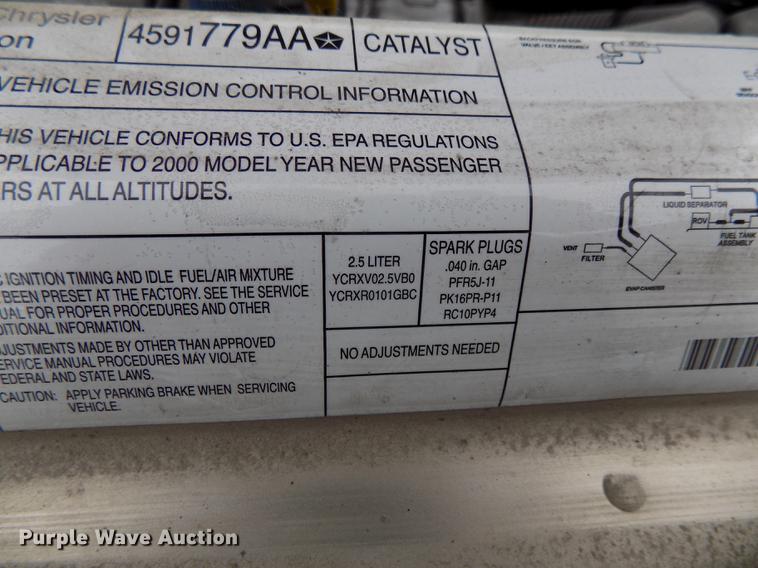 Chrysler
on
4591779AA
CATALYST
VEHICLE EMISSION CONTROL INFORMATION
HIS VEHICLE CONFORMS TO U.S. EPA REGULATIONS
PPLICABLE TO 2000 MODEL YEAR NEW PASSENGER
RS AT ALL ALTITUDES.
IGNITION TIMING AND IDLE FUEL/AIR MIXTURE
BEEN PRESET AT THE FACTORY. SEE THE SERVICE
UAL FOR PROPER PROCEDURES AND OTHER
DITIONAL INFORMATION.
JUSTMENTS MADE BY OTHER THAN APPROVED
ERVICE MANUAL PROCEDURES MAY VIOLATE
FEDERAL AND STATE LAWS.
CAUTION: APPLY PARKING BRAKE WHEN SERVICING
VEHICLE.
2.5 LITER
YCRXV02.5VB0
YCRXR0101GBC
SPARK PLUGS
.040 in. GAP
PFR5J-11
PK16PR-P11
RC10PYP4
NO ADJUSTMENTS NEEDED
LIQUID SEPARATOR
ROV
FUEL TANK
ASSEMBLY
VENT
FILTER
EVAP CANISTER
Purple Wave Auction